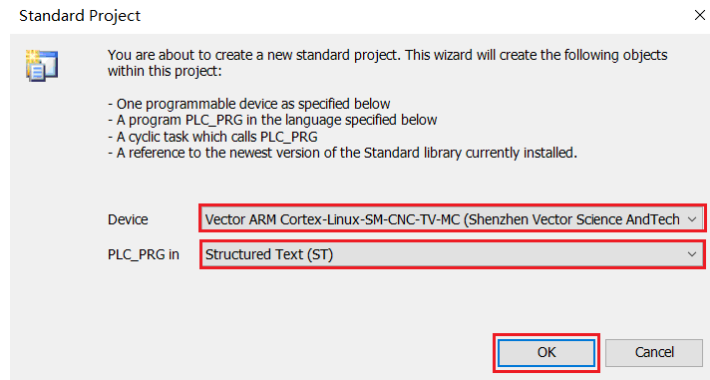 Standard Project
You are about to create a new standard project. This wizard will create the following objects
within this project:
- One programmable device as specified below
- A program PLC_PRG in the language specified below
- A cyclic task which calls PLC_PRG
- A reference to the newest version of the Standard library currently installed.
Device
Vector ARM Cortex-Linux-SM-CNC-TV-MC (Shenzhen Vector Science AndTech
PLC_PRG in
Structured Text (ST)
OK
Cancel